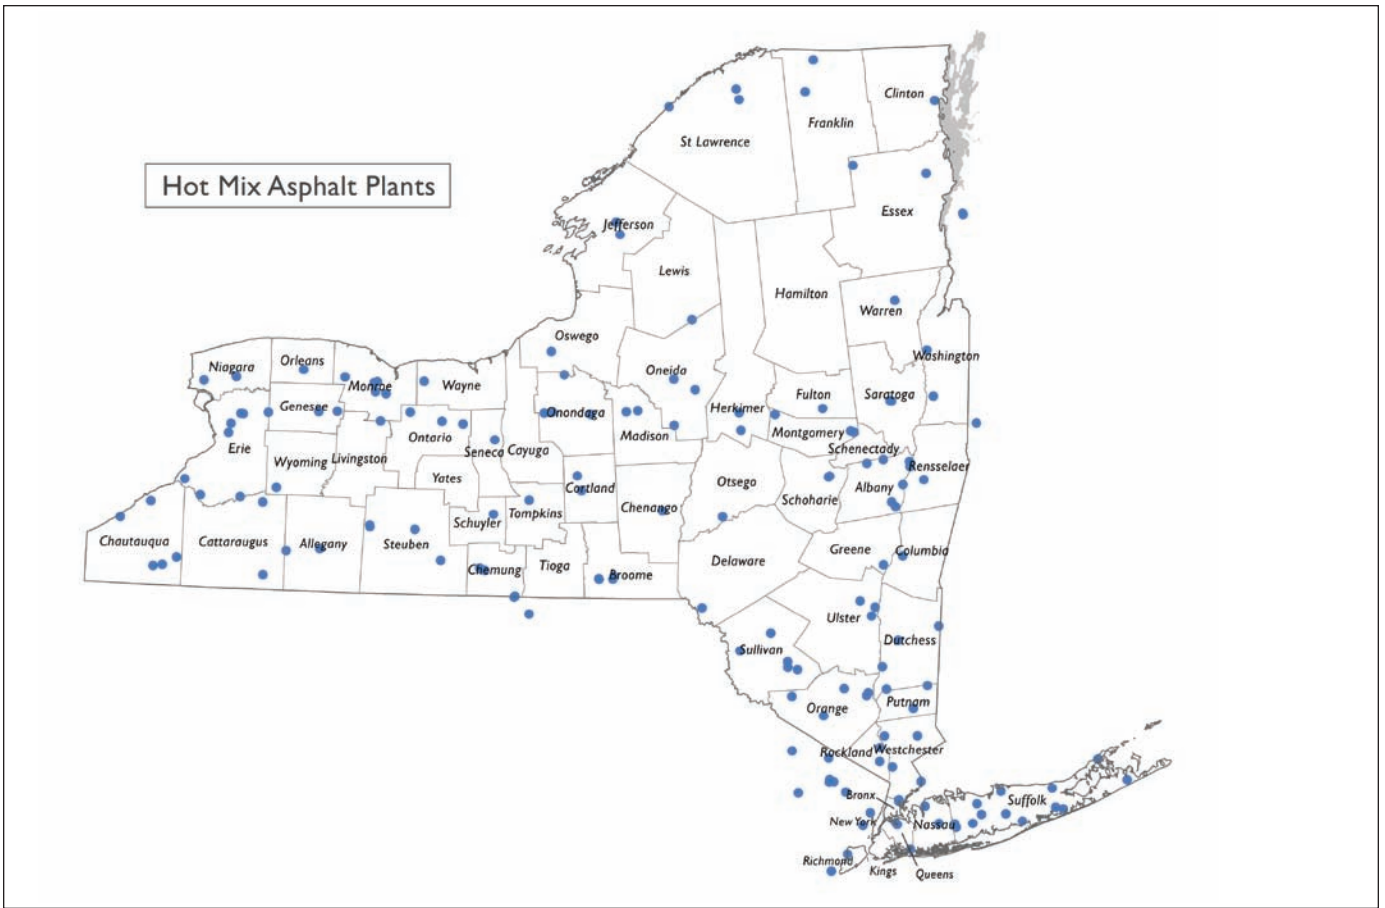 Clinton
Franklin
St Lawrence
Hot Mix Asphalt Plants
Essex
Jefferson
Lewis
Hamilton
Warren
Oswego
Washington
Orleans
Niagara
Oneida
Monroe
Wayne
Fulton
Saratoga
Genesee
Herkimer
Onondaga
Montgomery
Madison
Ontario
Erie
Schenectady
Seneca
Cayuga
Wyoming
Livingston
Rensselaer
Yates
Otsego
Cortland
Albany
Schoharie
Chenango
Tompkins
Schuyler
Chautauqua
Cattaraugus
Allegany
Steuben
Greene
Columbia
Delaware
Tioga
Chemung
Broome
Ulster
Dutchess
Sullivan
Putnam
Orange
Rockland
Westchester
Bronx
Suffolk
New York
Nassau
Richmond
Kings
Queens